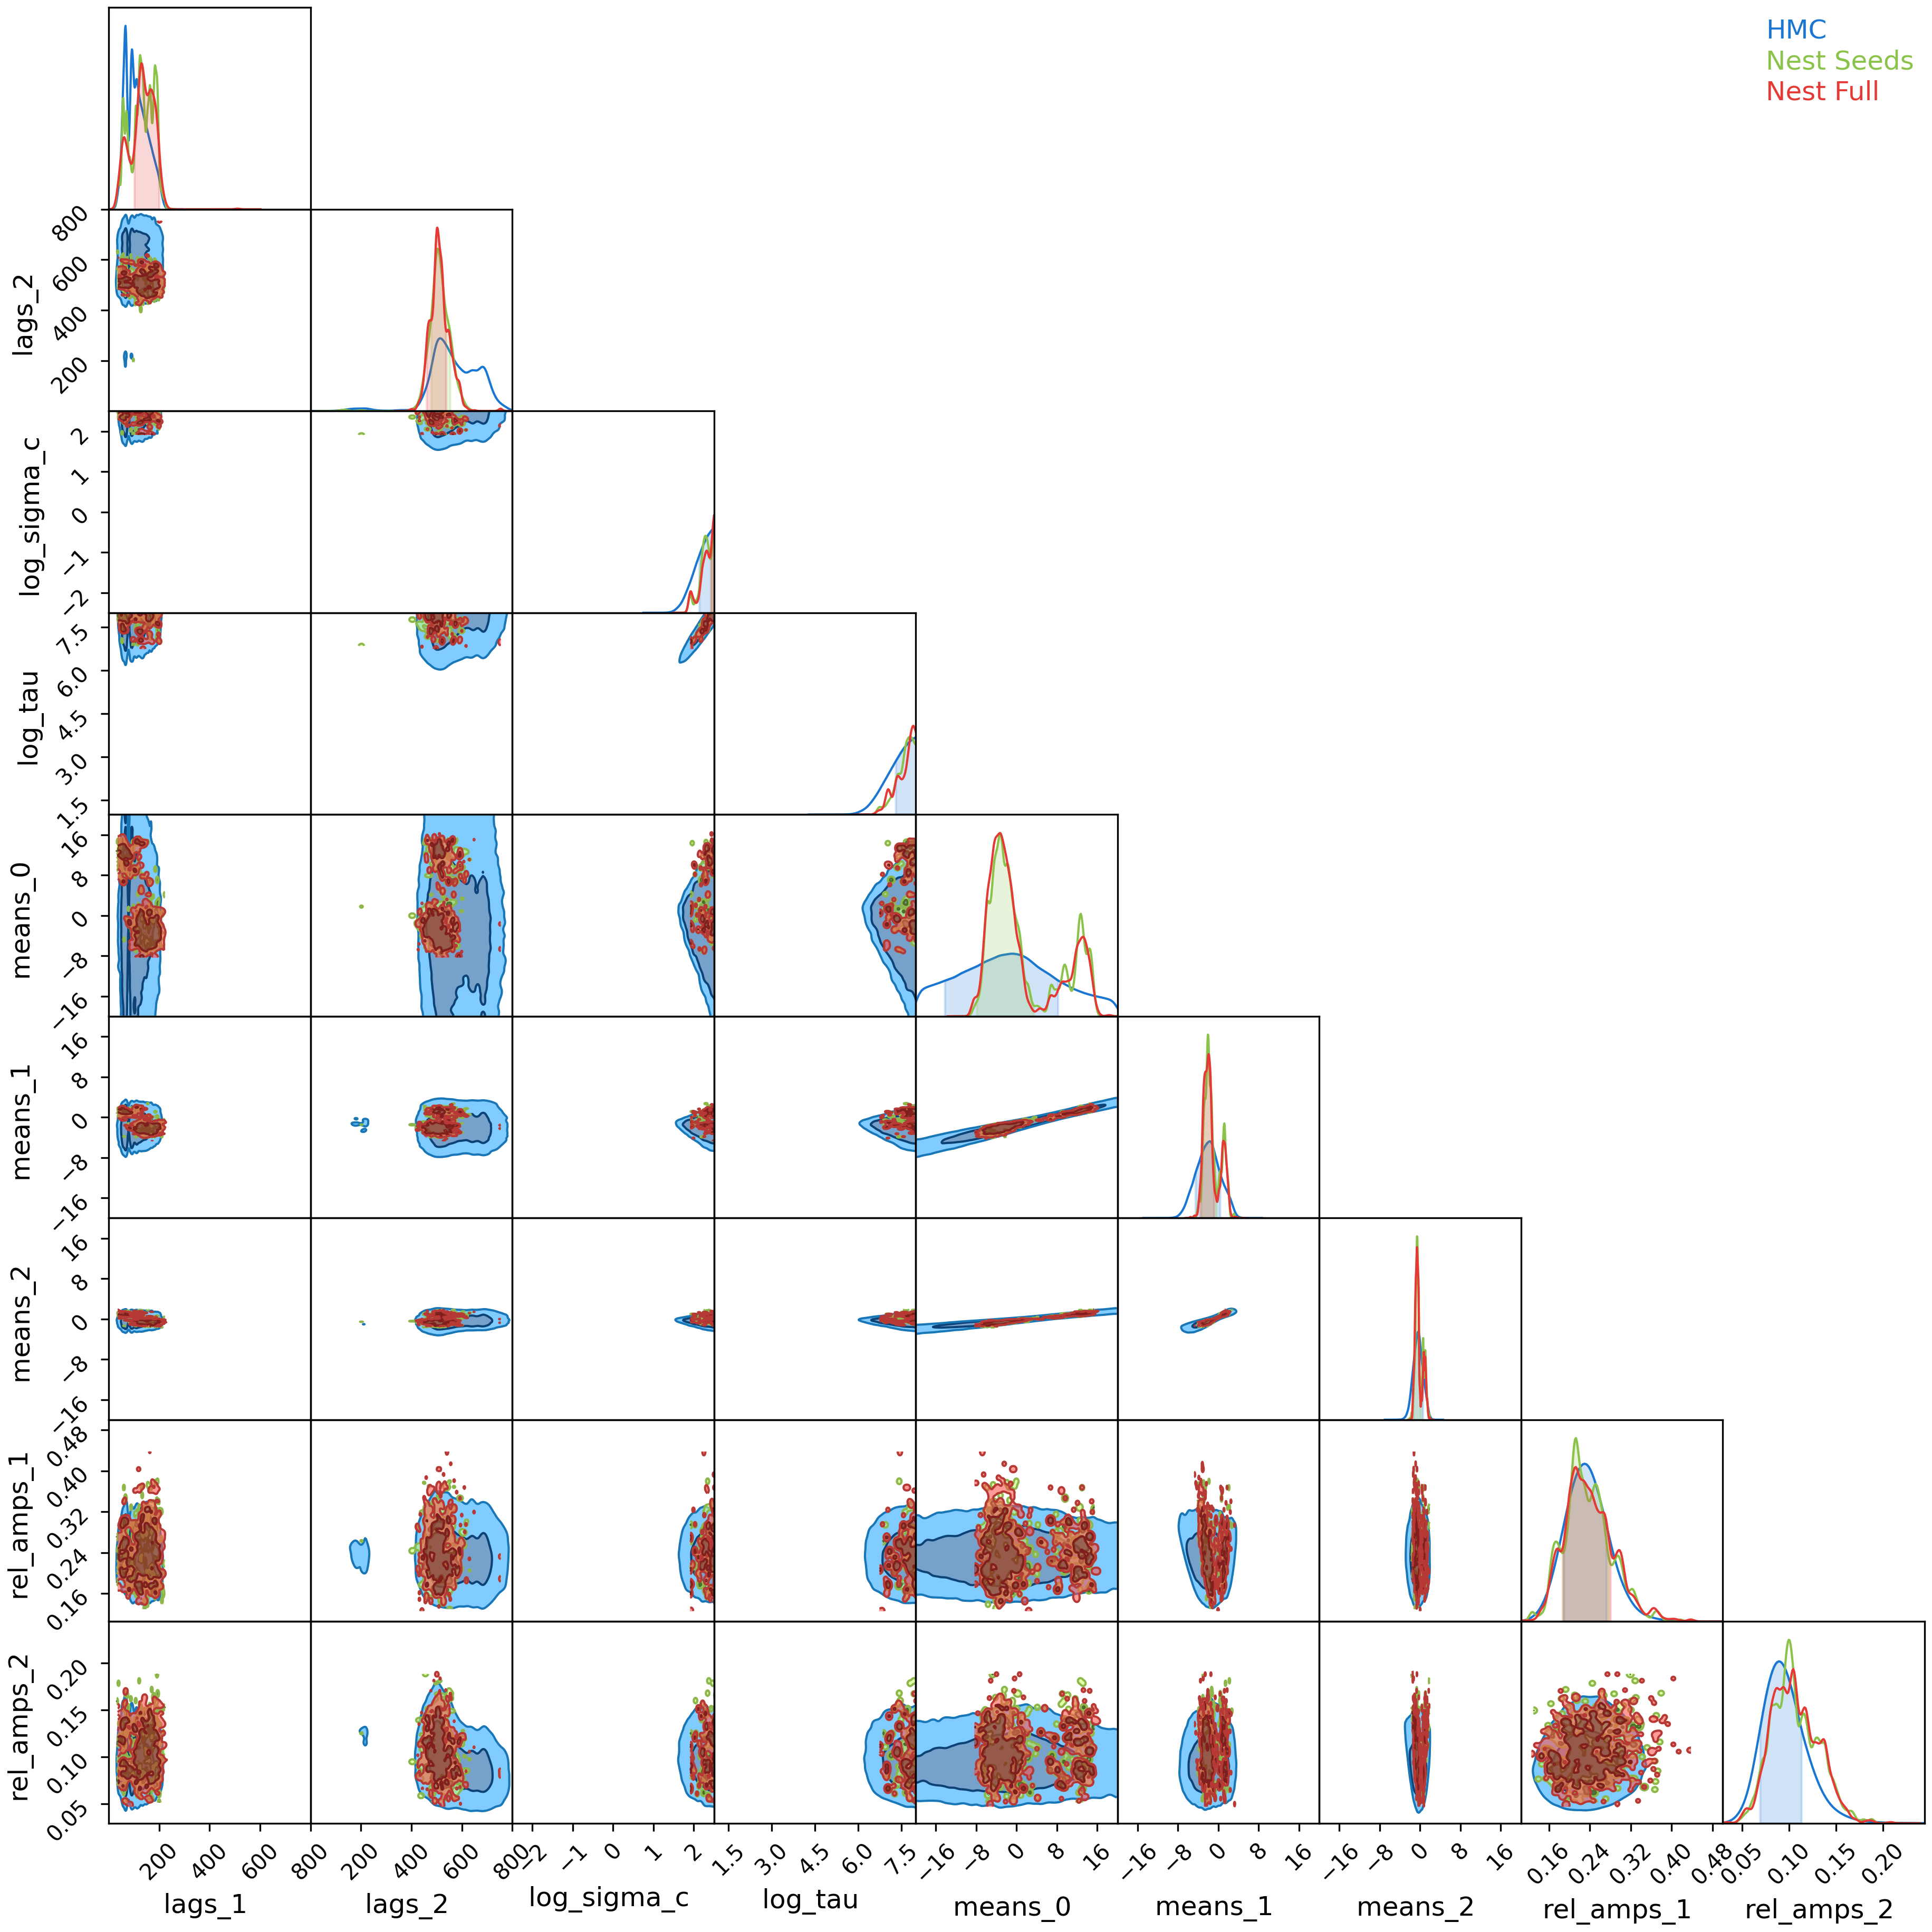 HMC
Nest Seeds
Nest Full
800
600
400
200
lags_2
2
1
0
−1
−2
log_sigma_c
7.5
6.0
4.5
3.0
1.5
log_tau
16
8
0
−8
−16
means_0
16
8
0
−8
−16
means_1
16
8
0
−8
−16
means_2
0.48
0.40
0.32
0.24
0.16
rel_amps_1
0.20
0.15
0.10
0.05
rel_amps_2
200 400 600 800 200 400 600 800 −2 −1 0 1 2 1.5 3.0 4.5 6.0 7.5 −16 −8 0 8 16 −16 −8 0 8 16 −16 −8 0 8 16 0.16 0.24 0.32 0.40 0.48 0.05 0.10 0.15 0.20
lags_1 lags_2 log_sigma_c log_tau means_0 means_1 means_2 rel_amps_1 rel_amps_2